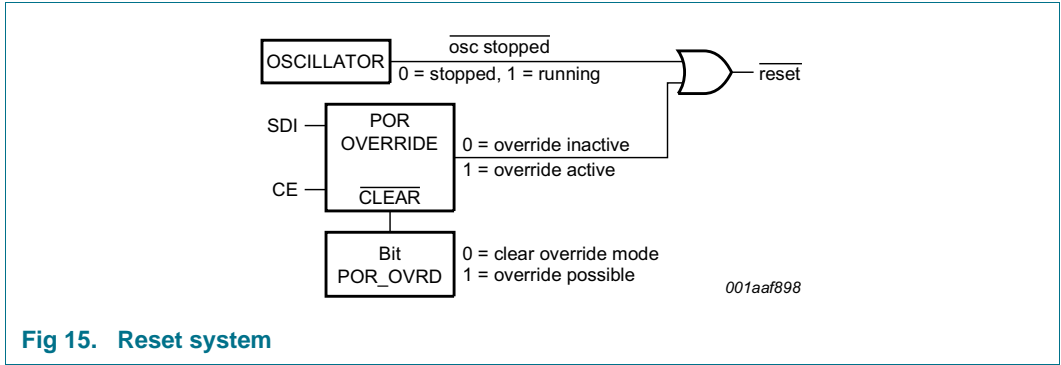 osc stopped
OSCILLATOR
0 = stopped, 1 = running
reset
SDI
POR
OVERRIDE
0 = override inactive
1 = override active
CE
CLEAR
Bit
POR_OVRD
0 = clear override mode
1 = override possible
001aaf898
Fig 15. Reset system